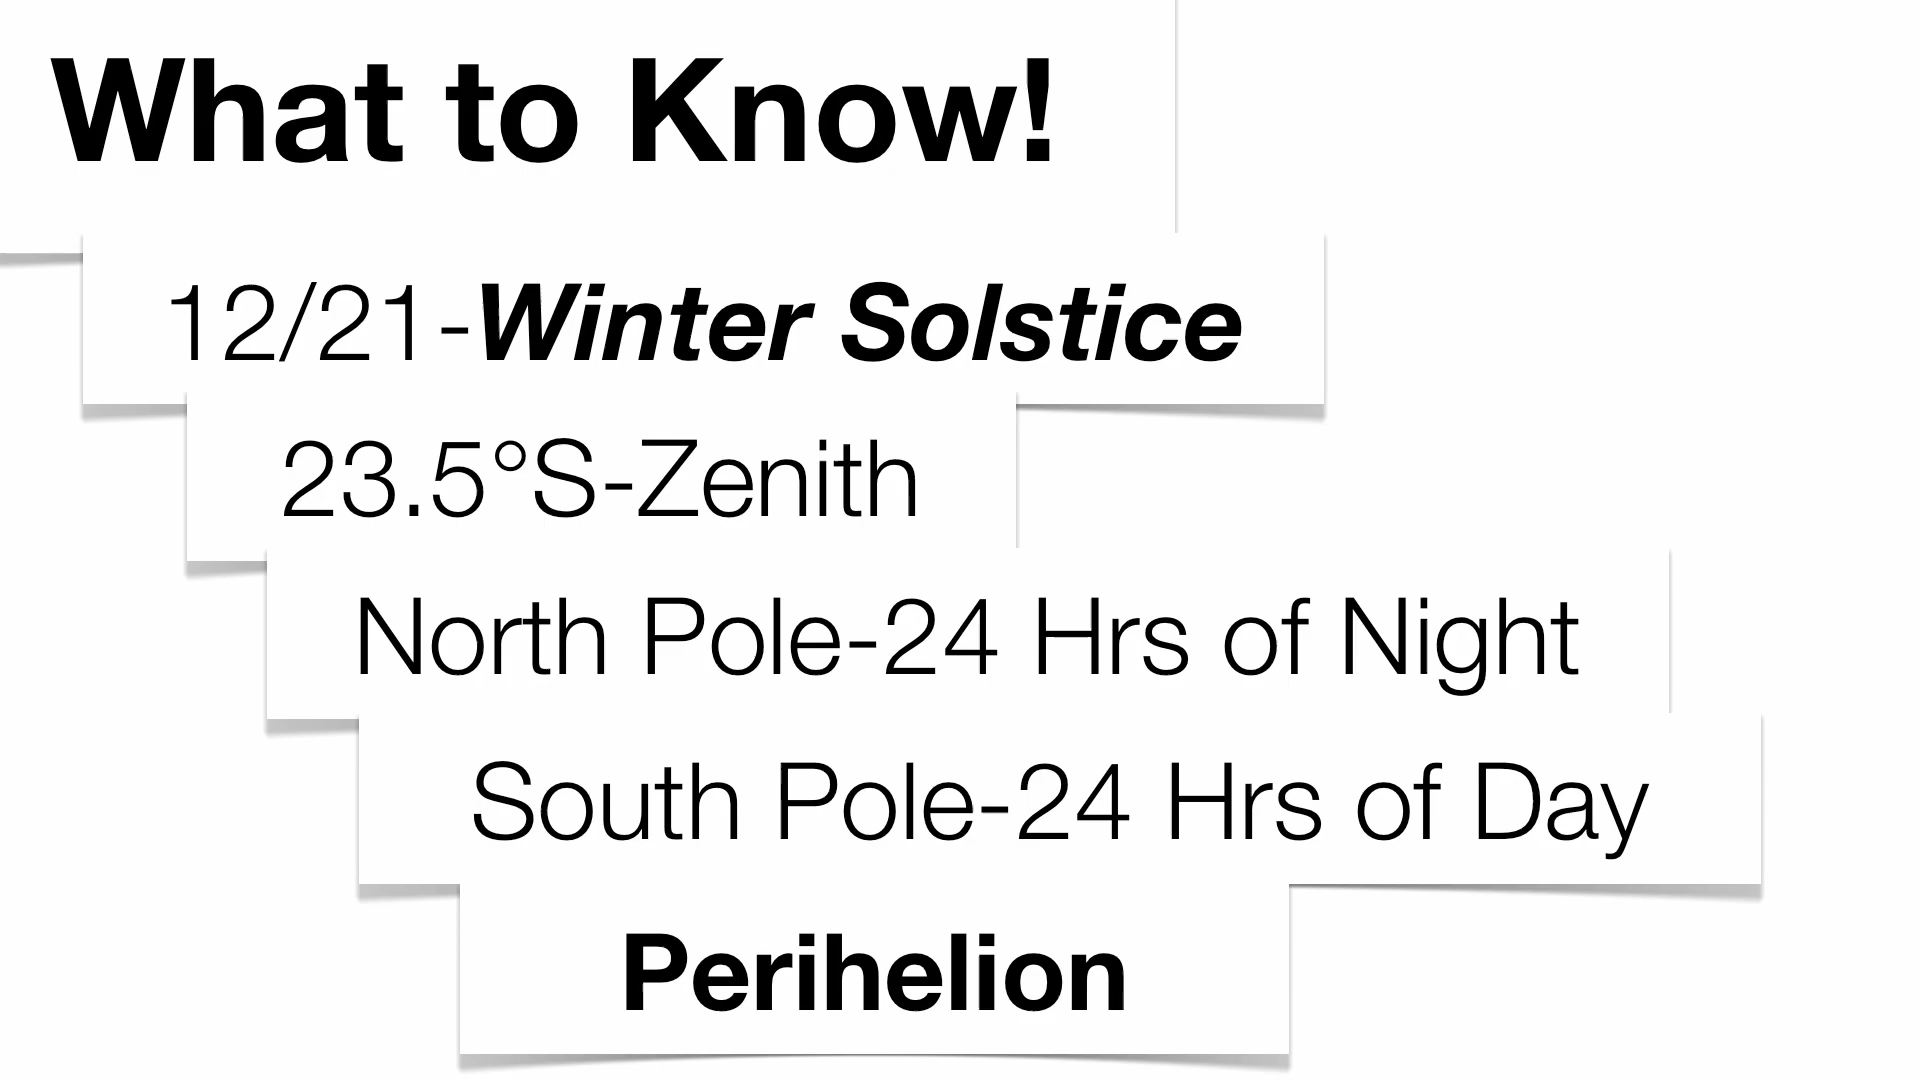 What to Know!
12/21-Winter Solstice
23.5°S-Zenith
North Pole-24 Hrs of Night
South Pole-24 Hrs of Day
Perihelion